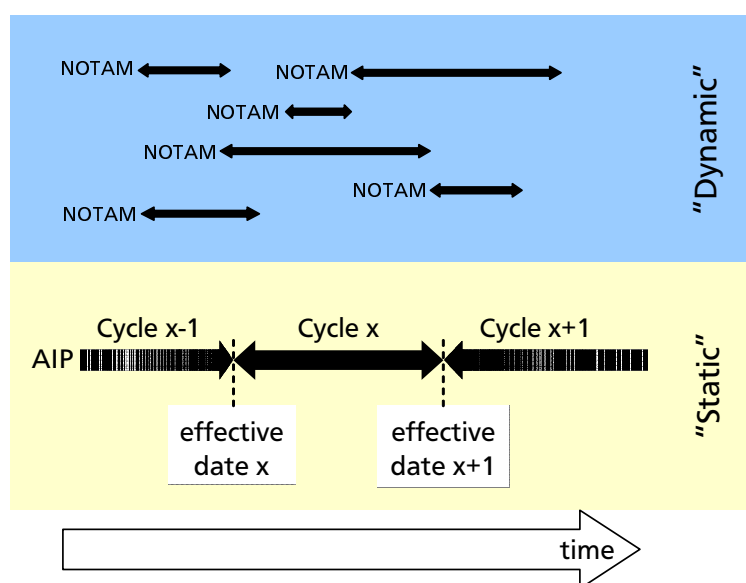 NOTAM
NOTAM
NOTAM
NOTAM
NOTAM
NOTAM
"Dynamic"
Cycle x-1
Cycle x
Cycle x+1
AIP
"Static"
effective
date x
effective
date x+1
time